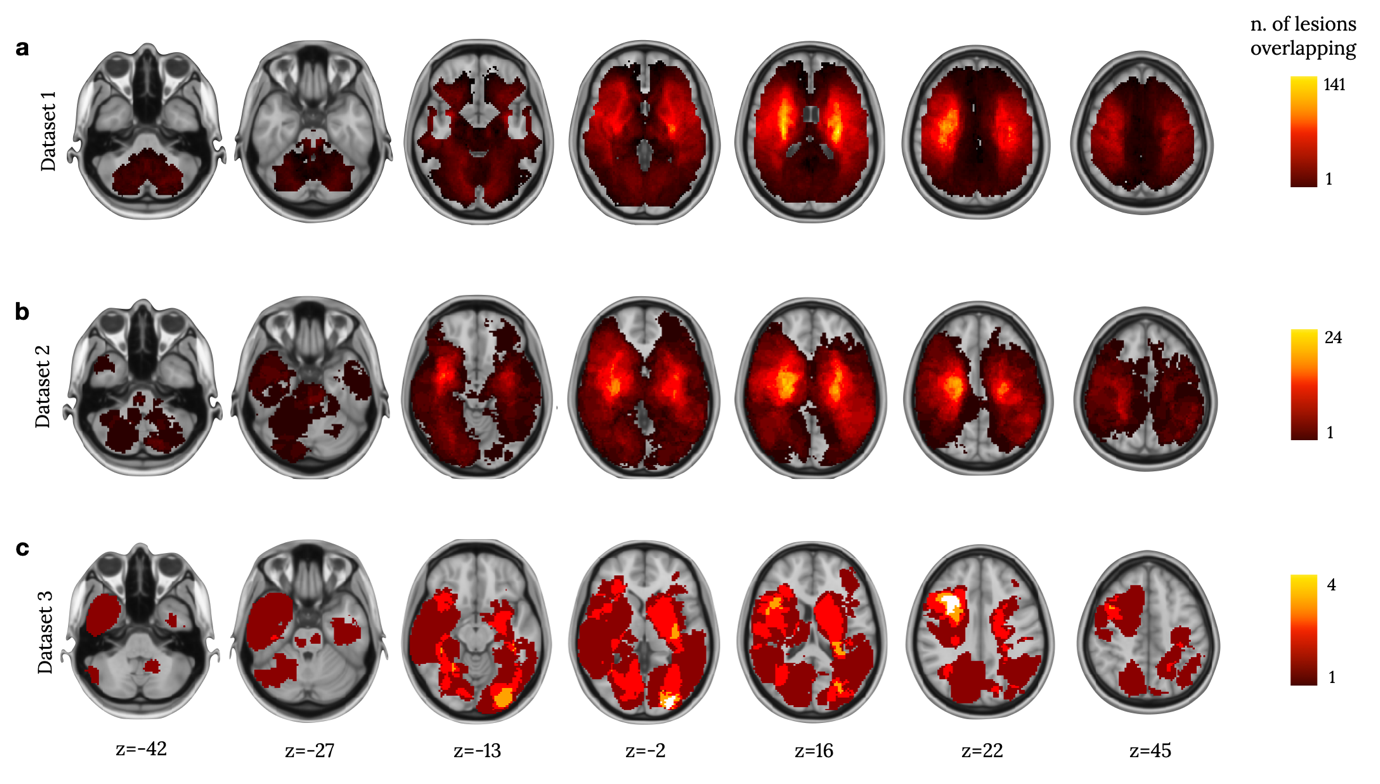 n. of lesions
overlapping
a
Dataset 1
141
1
b
Dataset 2
24
1
c
Dataset 3
4
1
z=-42 z=-27 z=-13 z=-2 z=16 z=22 z=45